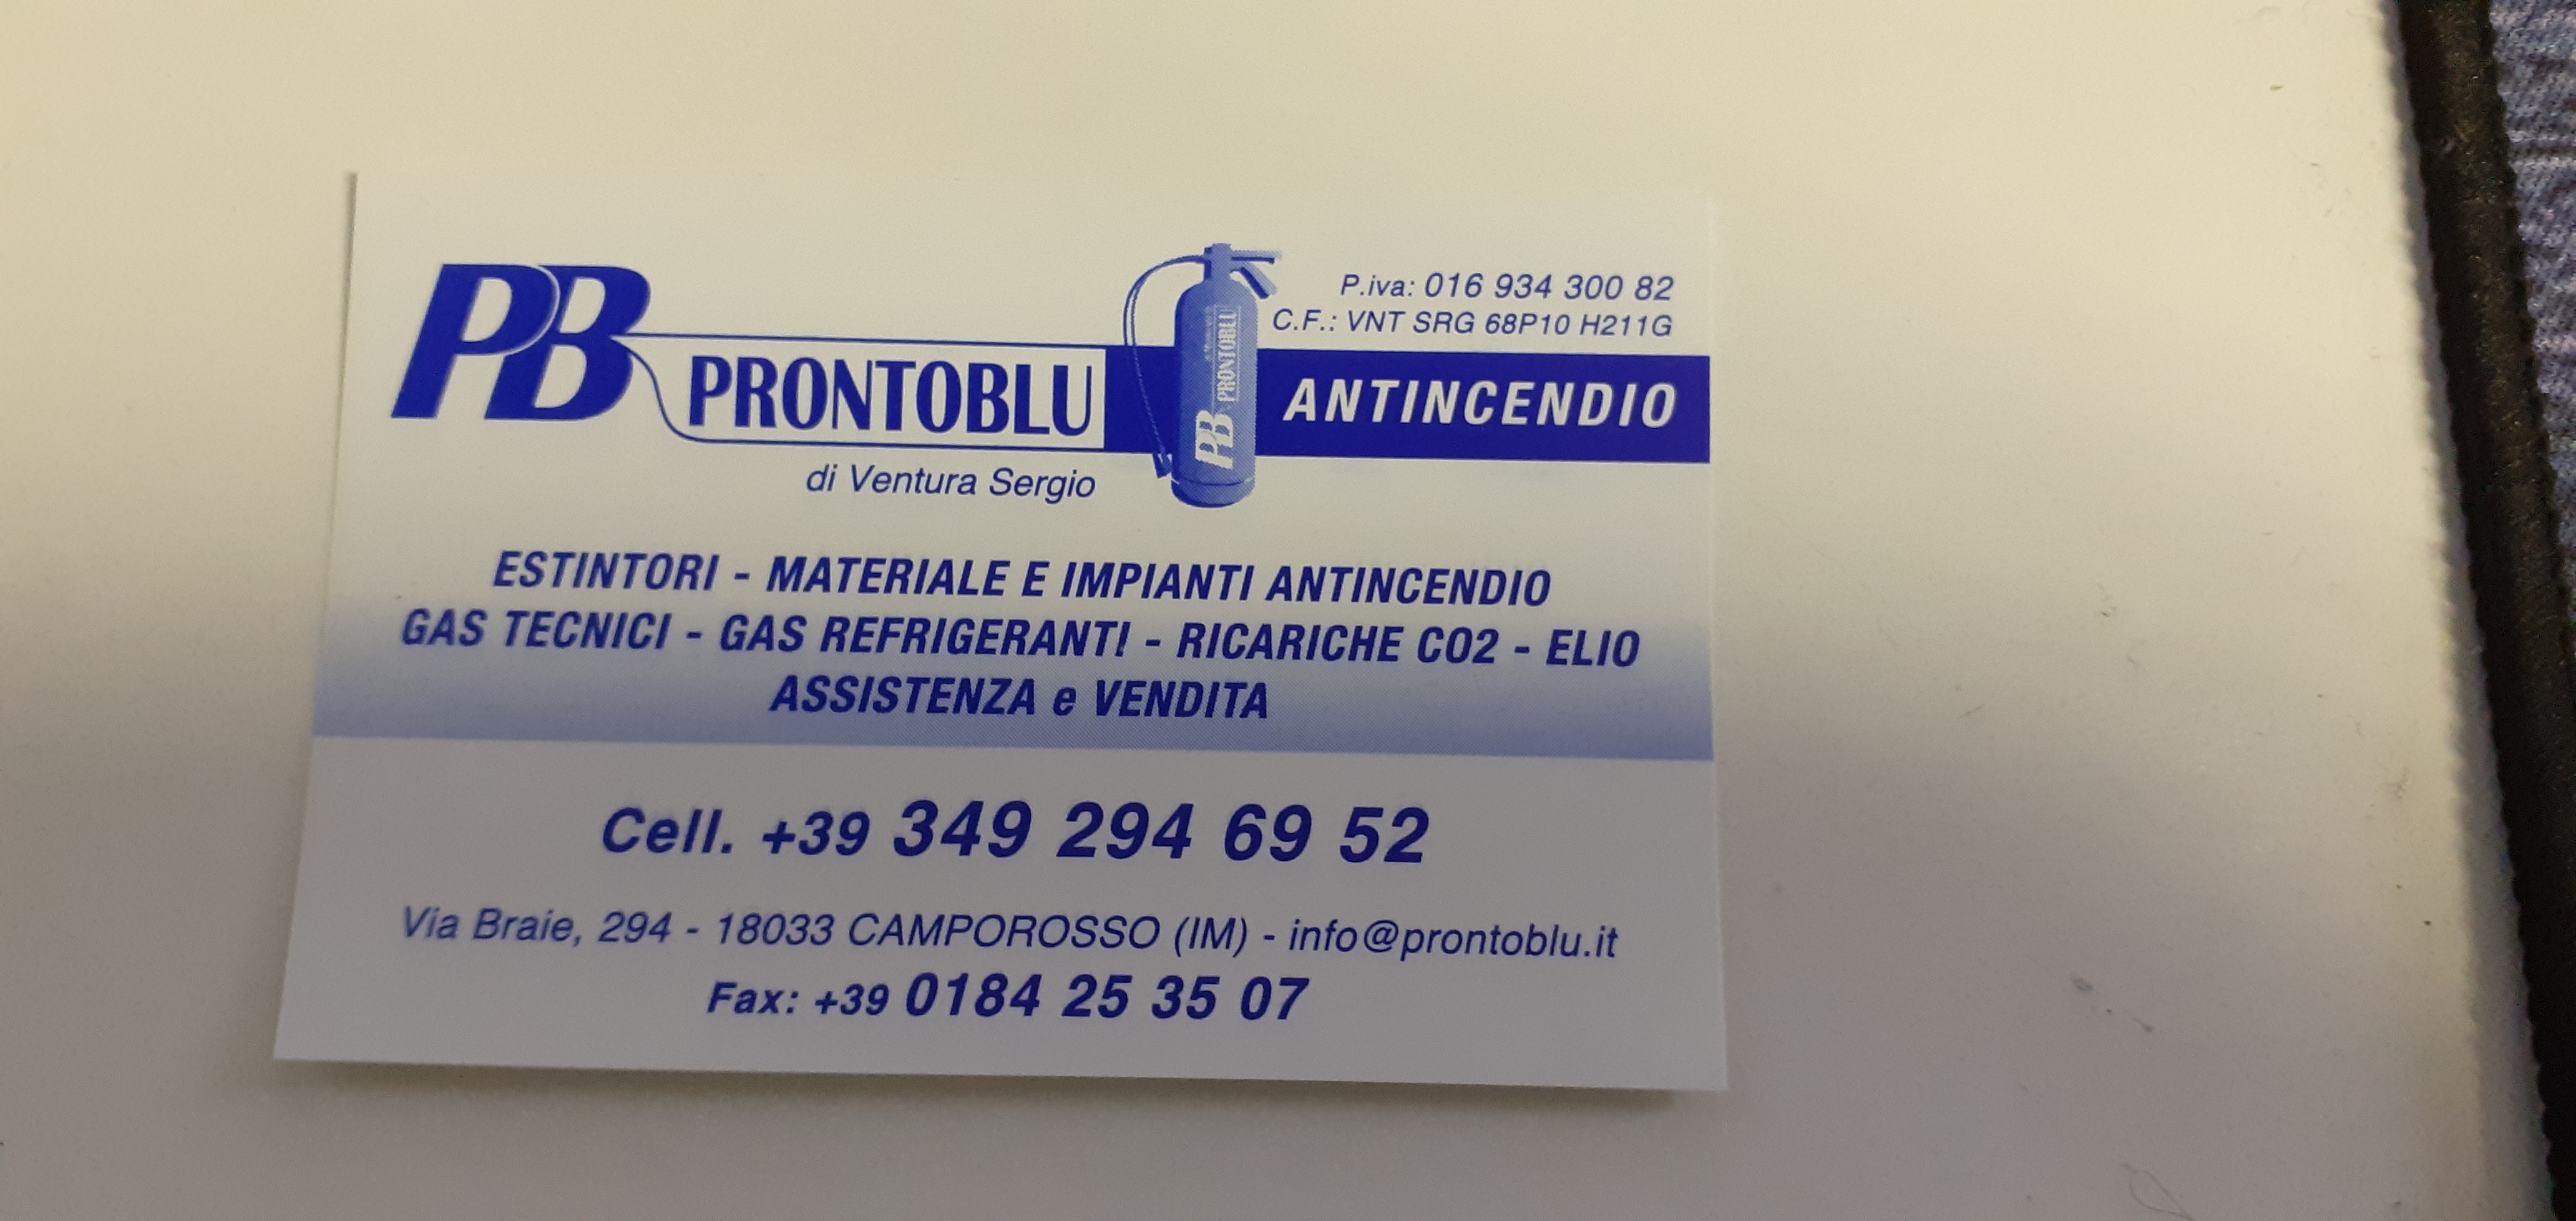 PB PRONTOBLU
di Ventura Sergio
PB PRONTOBLU
P.iva: 016 934 300 82
C.F.: VNT SRG 68P10 H211G
ANTINCENDIO
ESTINTORI - MATERIALE E IMPIANTI ANTINCENDIO
GAS TECNICI - GAS REFRIGERANTI - RICARICHE CO2 - ELIO
ASSISTENZA e VENDITA
Cell. +39 349 294 69 52
Via Braie, 294 - 18033 CAMPOROSSO (IM) - info@prontoblu.it
Fax: +39 0184 25 35 07